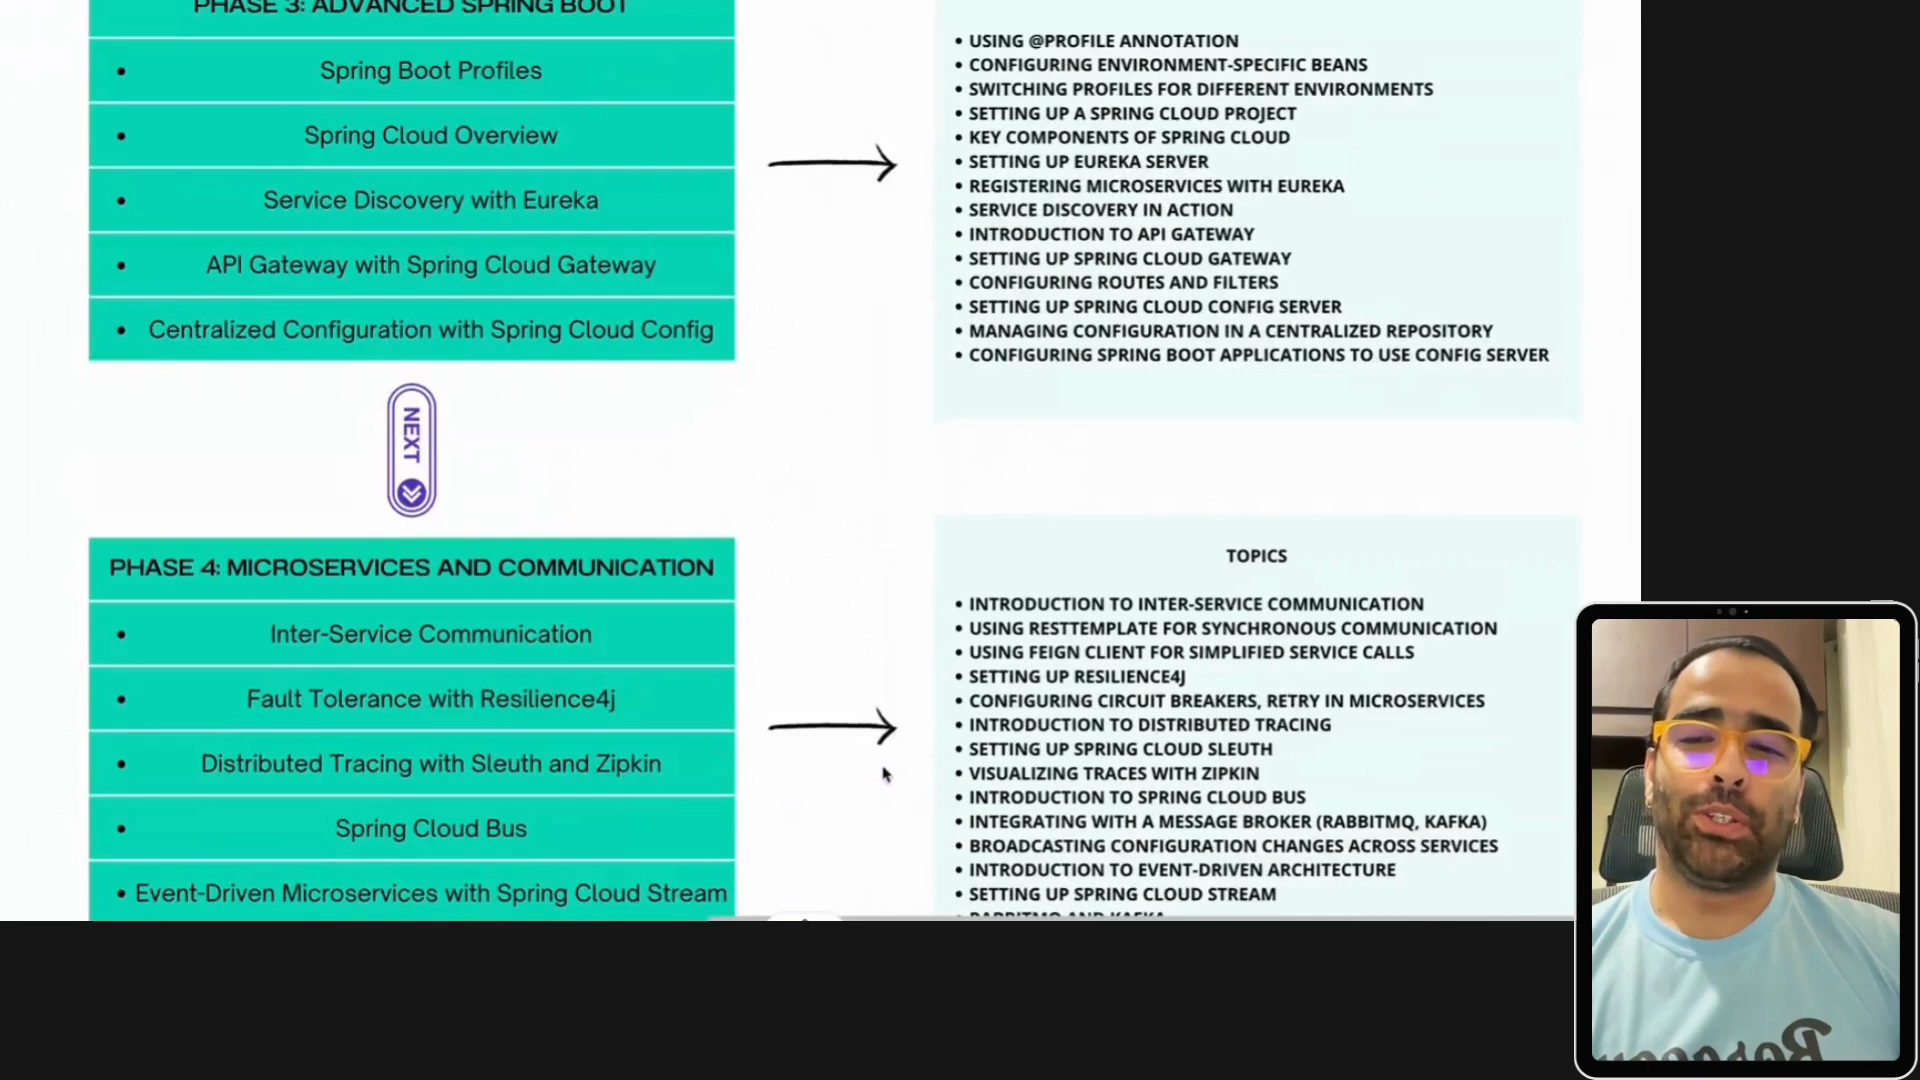 PHASE 3: ADVANCED SPRING BOOT
• Spring Boot Profiles
• Spring Cloud Overview
• Service Discovery with Eureka
• API Gateway with Spring Cloud Gateway
• Centralized Configuration with Spring Cloud Config
• USING @PROFILE ANNOTATION
• CONFIGURING ENVIRONMENT-SPECIFIC BEANS
• SWITCHING PROFILES FOR DIFFERENT ENVIRONMENTS
• SETTING UP A SPRING CLOUD PROJECT
• KEY COMPONENTS OF SPRING CLOUD
• SETTING UP EUREKA SERVER
• REGISTERING MICROSERVICES WITH EUREKA
• SERVICE DISCOVERY IN ACTION
• INTRODUCTION TO API GATEWAY
• SETTING UP SPRING CLOUD GATEWAY
• CONFIGURING ROUTES AND FILTERS
• SETTING UP SPRING CLOUD CONFIG SERVER
• MANAGING CONFIGURATION IN A CENTRALIZED REPOSITORY
• CONFIGURING SPRING BOOT APPLICATIONS TO USE CONFIG SERVER
NEXT
PHASE 4: MICROSERVICES AND COMMUNICATION
• Inter-Service Communication
• Fault Tolerance with Resilience4j
• Distributed Tracing with Sleuth and Zipkin
• Spring Cloud Bus
• Event-Driven Microservices with Spring Cloud Stream
TOPICS
• INTRODUCTION TO INTER-SERVICE COMMUNICATION
• USING RESTTEMPLATE FOR SYNCHRONOUS COMMUNICATION
• USING FEIGN CLIENT FOR SIMPLIFIED SERVICE CALLS
• SETTING UP RESILIENCE4J
• CONFIGURING CIRCUIT BREAKERS, RETRY IN MICROSERVICES
• INTRODUCTION TO DISTRIBUTED TRACING
• SETTING UP SPRING CLOUD SLEUTH
• VISUALIZING TRACES WITH ZIPKIN
• INTRODUCTION TO SPRING CLOUD BUS
• INTEGRATING WITH A MESSAGE BROKER (RABBITMQ, KAFKA)
• BROADCASTING CONFIGURATION CHANGES ACROSS SERVICES
• INTRODUCTION TO EVENT-DRIVEN ARCHITECTURE
• SETTING UP SPRING CLOUD STREAM
• RABBITMQ AND KAFKA